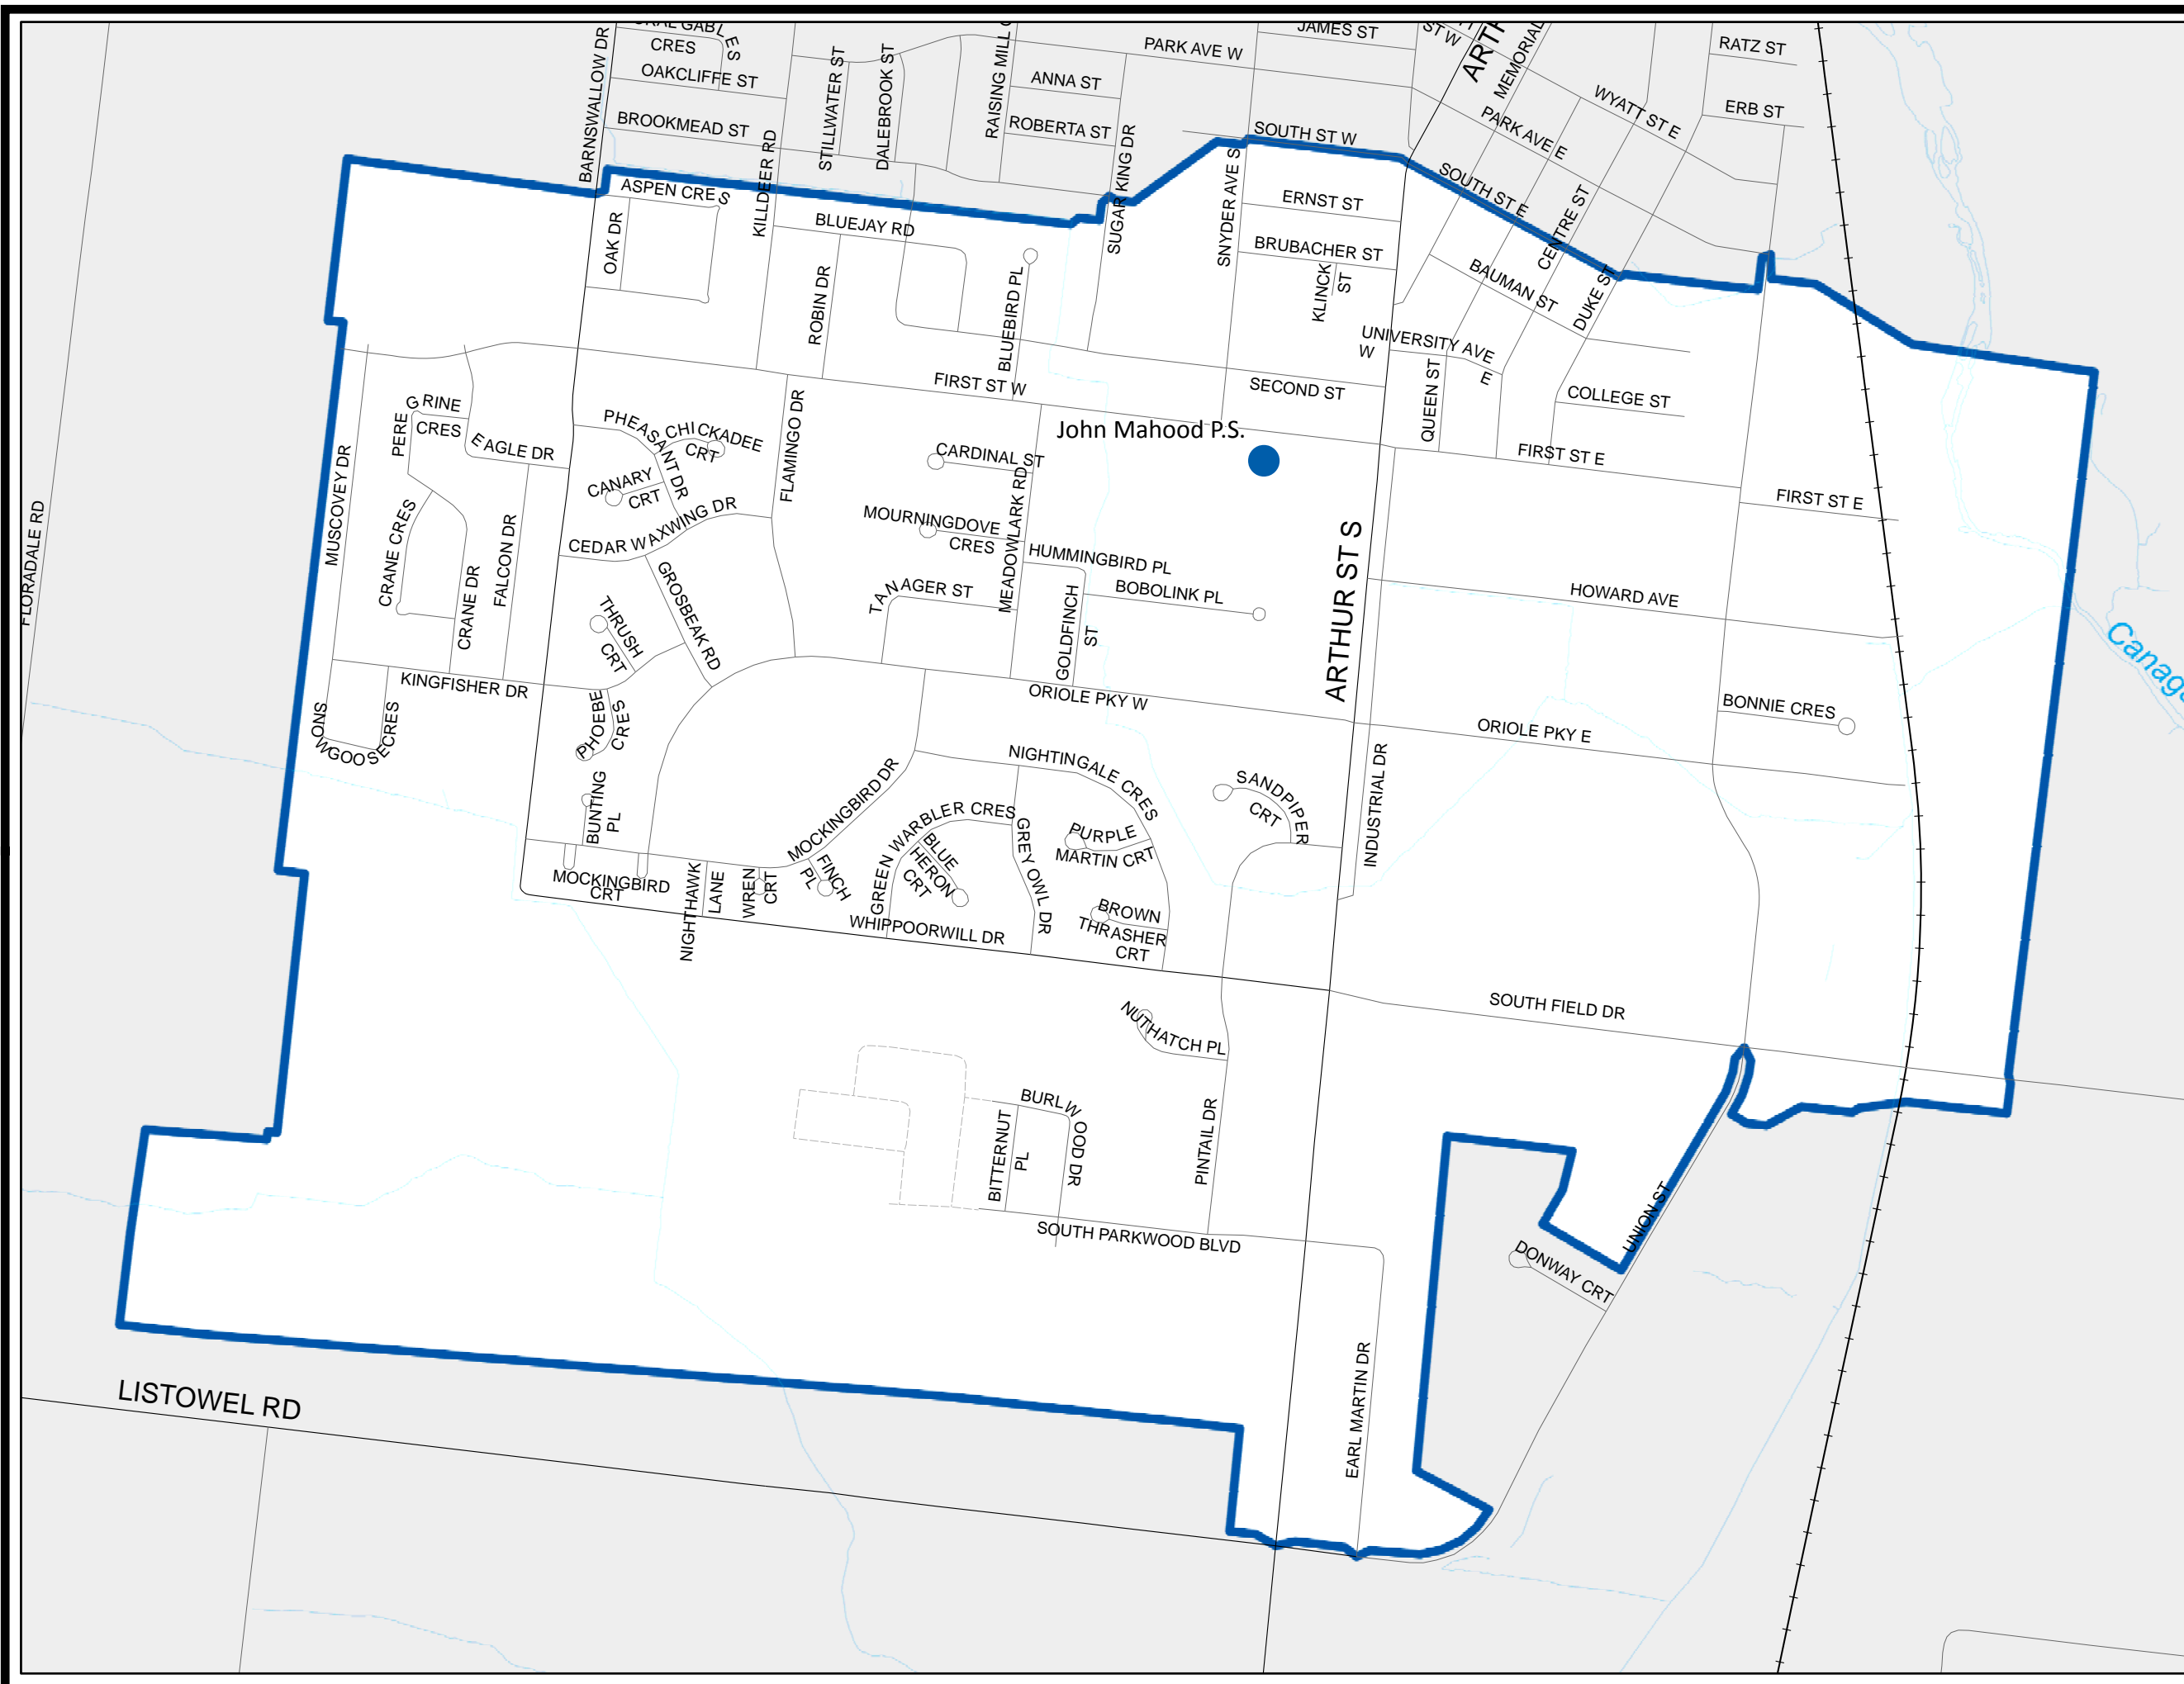 CRES
OAKCLIFFE ST
BROOKMEAD ST
BARNSWALLOW DR
KILLDEER RD
STILLWATER ST
DALEBROOK ST
RAISING MILL
PARK AVE W
ANNA ST
ROBERTA ST
SUGAR KING DR
JAMES ST
ST W
MEMORIAL
WYATT ST E
PARK AVE E
RATZ ST
ERB ST
SOUTH ST W
SOUTH ST E
CENTRE ST
DUKE ST
ASPEN CRES
OAK DR
BLUEJAY RD
ROBIN DR
BLUEBIRD PL
SNYDER AVE S
ERNST ST
BRUBACHER ST
KLINCK
ST
BAUMAN ST
UNIVERSITY AVE
W
E
QUEEN ST
COLLEGE ST
FIRST ST W
SECOND ST
FIRST ST E
FIRST ST E
John Mahood P.S.
FLORADALE RD
MUSCOVEY DR
PEREGRINE
CRES
EAGLE DR
CRANE CRES
CRANE DR
FALCON DR
PHEASANT DR
CHICKADEE
CRT
CANARY
CRT
CEDAR WAXWING DR
FLAMINGO DR
GROSBEAK RD
THRUSH
CRT
CARDINAL ST
MEADOWLARK RD
MOURNINGDOVE
CRES
TANAGER ST
HUMMINGBIRD PL
BOBOLINK PL
GOLDFINCH
ST
ARTHUR ST S
HOWARD AVE
KINGFISHER DR
WONS
GOOSE
CRES
PHOEBE
CRES
BUNTING
PL
ORIOLE PKY W
ORIOLE PKY E
BONNIE CRES
Canag
INDUSTRIAL DR
NIGHTINGALE CRES
SANDPIPER
CRT
MOCKINGBIRD DR
GREEN WARBLER CRES
BLUE
HERON
CRT
GREY OWL DR
PURPLE
MARTIN CRT
BROWN
THRASHER
CRT
MOCKINGBIRD
CRT
NIGHTHAWK
LANE
WREN
CRT
FINCH
PL
WHIPPOORWILL DR
SOUTH FIELD DR
NUTHATCH PL
PINTAIL DR
BURLWOOD DR
BITTERNUT
PL
SOUTH PARKWOOD BLVD
UNION ST
DONWAY CRT
EARL MARTIN DR
LISTOWEL RD